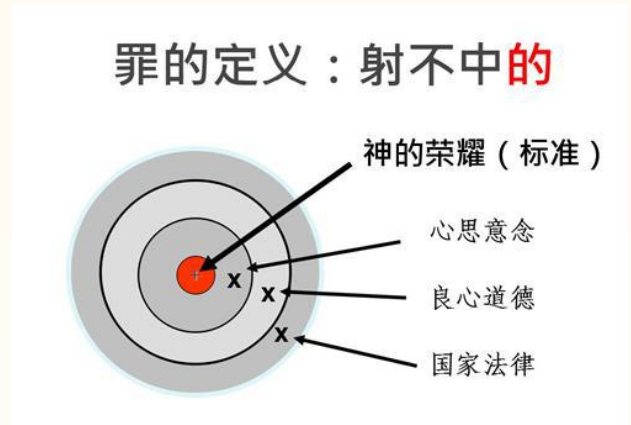 罪的定义：射不中的
神的荣耀（标准）
心思意念
x
良心道德
x
x
国家法律